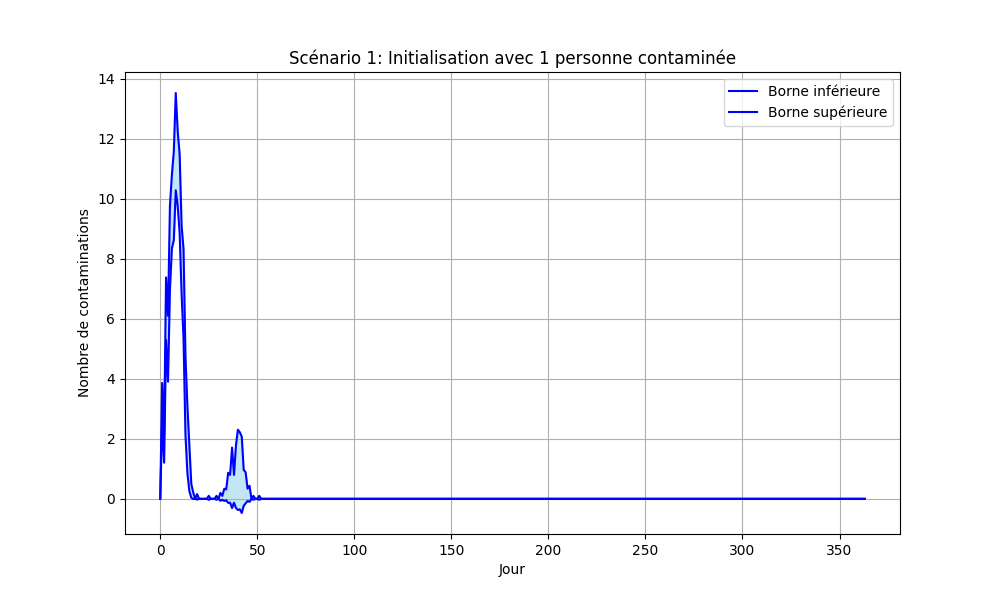 Scénario 1: Initialisation avec 1 personne contaminée
Borne inférieure
Borne supérieure
Nombre de contaminations
14
12
10
8
6
4
2
0
0 50 100 150 200 250 300 350
Jour